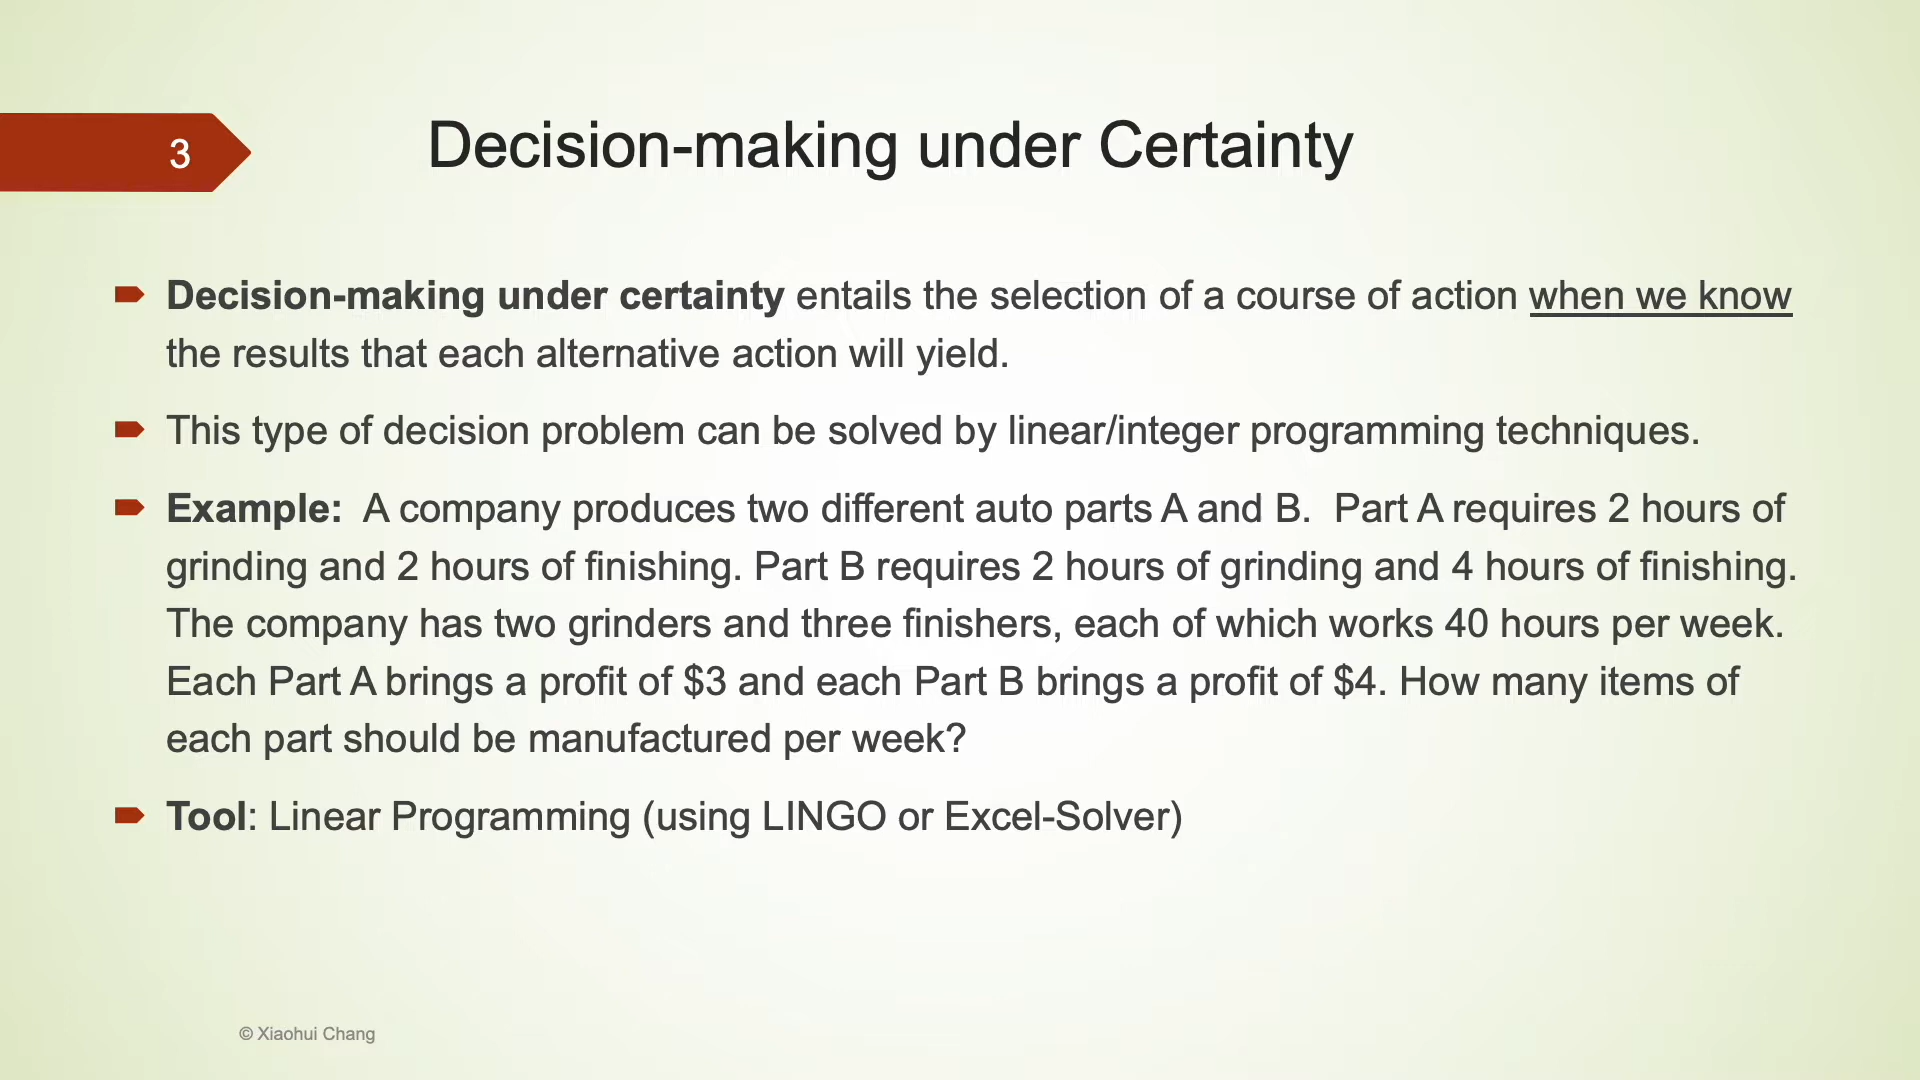 3
Decision-making under Certainty
Decision-making under certainty entails the selection of a course of action when we know
the results that each alternative action will yield.
This type of decision problem can be solved by linear/integer programming techniques.
Example:  A company produces two different auto parts A and B.  Part A requires 2 hours of
grinding and 2 hours of finishing. Part B requires 2 hours of grinding and 4 hours of finishing.
The company has two grinders and three finishers, each of which works 40 hours per week.
Each Part A brings a profit of $3 and each Part B brings a profit of $4. How many items of
each part should be manufactured per week?
Tool: Linear Programming (using LINGO or Excel-Solver)
© Xiaohui Chang